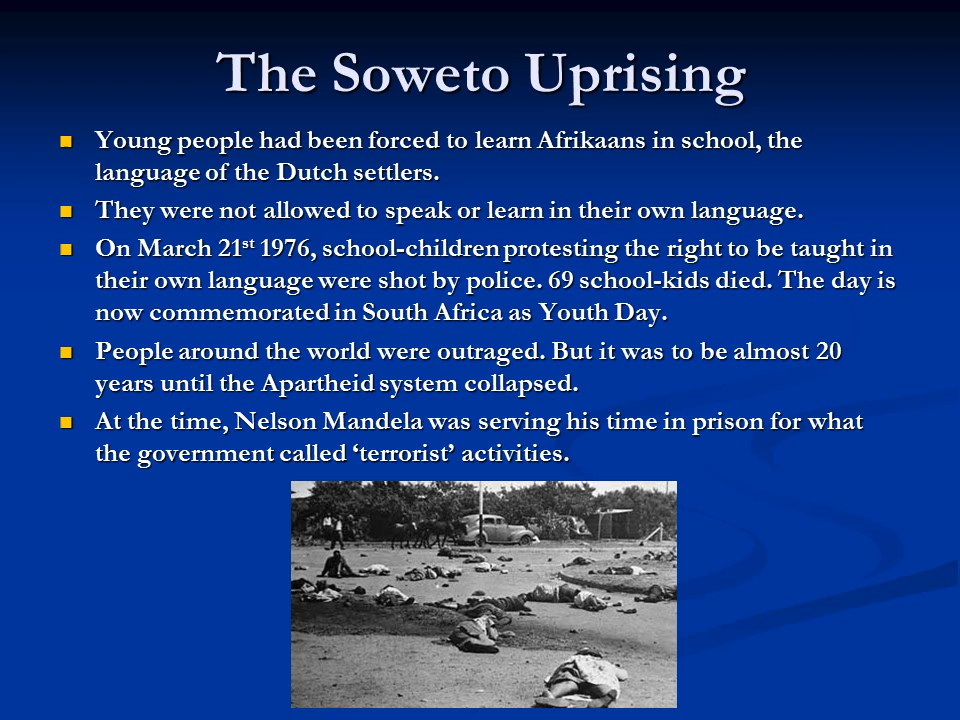 The Soweto Uprising
Young people had been forced to learn Afrikaans in school, the
language of the Dutch settlers.
They were not allowed to speak or learn in their own language.
On March 21st 1976, school-children protesting the right to be taught in
their own language were shot by police. 69 school-kids died. The day is
now commemorated in South Africa as Youth Day.
People around the world were outraged. But it was to be almost 20
years until the Apartheid system collapsed.
At the time, Nelson Mandela was serving his time in prison for what
the government called ‘terrorist’ activities.